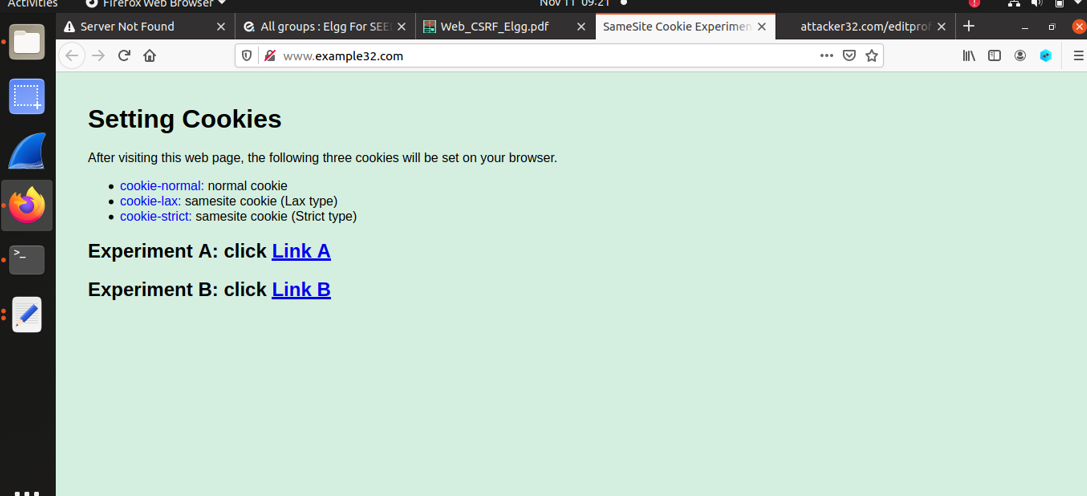 Activities Firefox Web Browser Nov 11 09:21
Server Not Found All groups : Elgg For SEE Web_CSRF_Elgg.pdf SameSite Cookie Experimen attacker32.com/editprof
www.example32.com
Setting Cookies
After visiting this web page, the following three cookies will be set on your browser.
cookie-normal: normal cookie
cookie-lax: samesite cookie (Lax type)
cookie-strict: samesite cookie (Strict type)
Experiment A: click Link A
Experiment B: click Link B